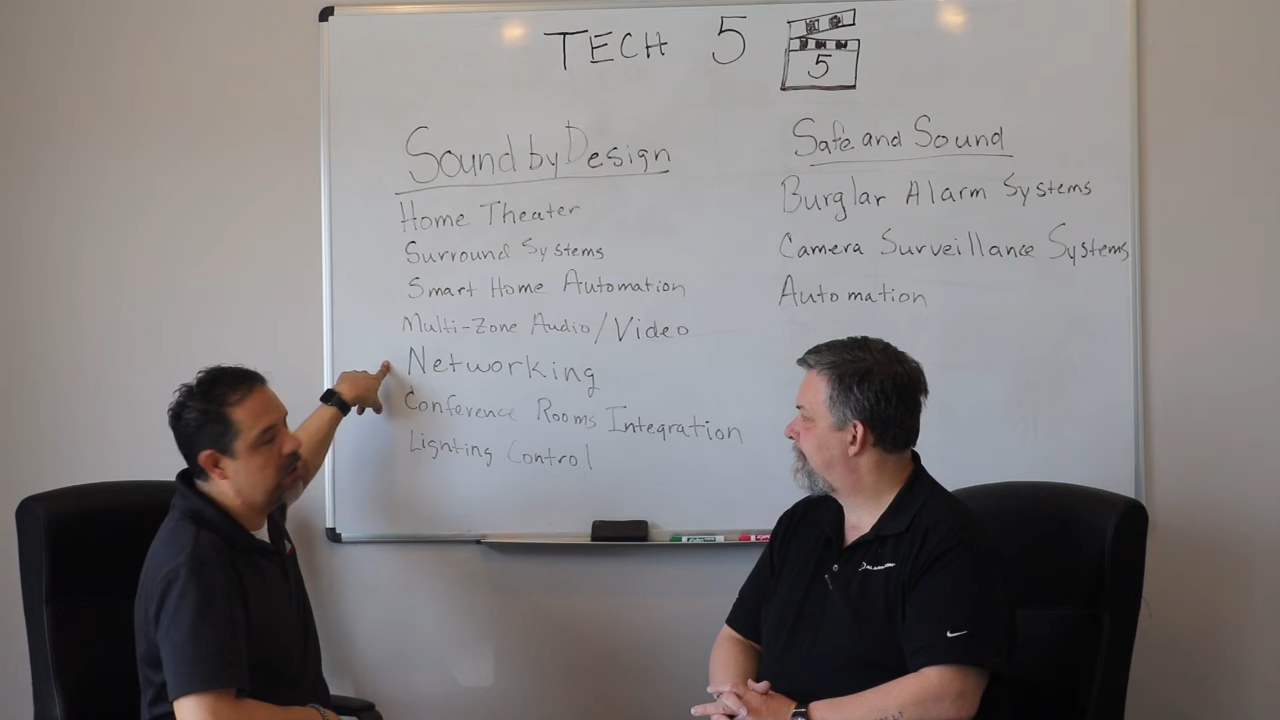 TECH 5
5
Sound by Design
Home Theater
Surround Systems
Smart Home Automation
Multi-Zone Audio/Video
Networking
Conference Rooms Integration
Lighting Control
Safe and Sound
Burglar Alarm Systems
Camera Surveillance Systems
Automation